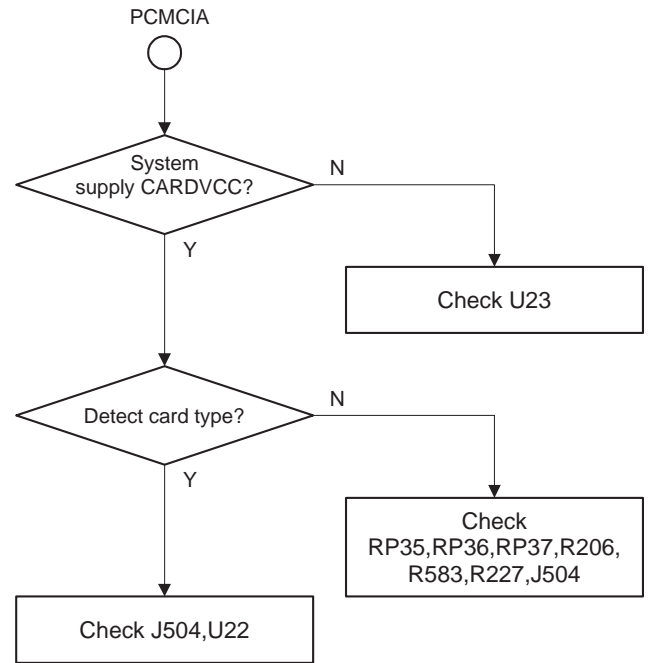 PCMCIA
System
supply CARDVCC?
N
Y
Check U23
Detect card type?
N
Y
Check
RP35,RP36,RP37,R206,
R583,R227,J504
Check J504,U22